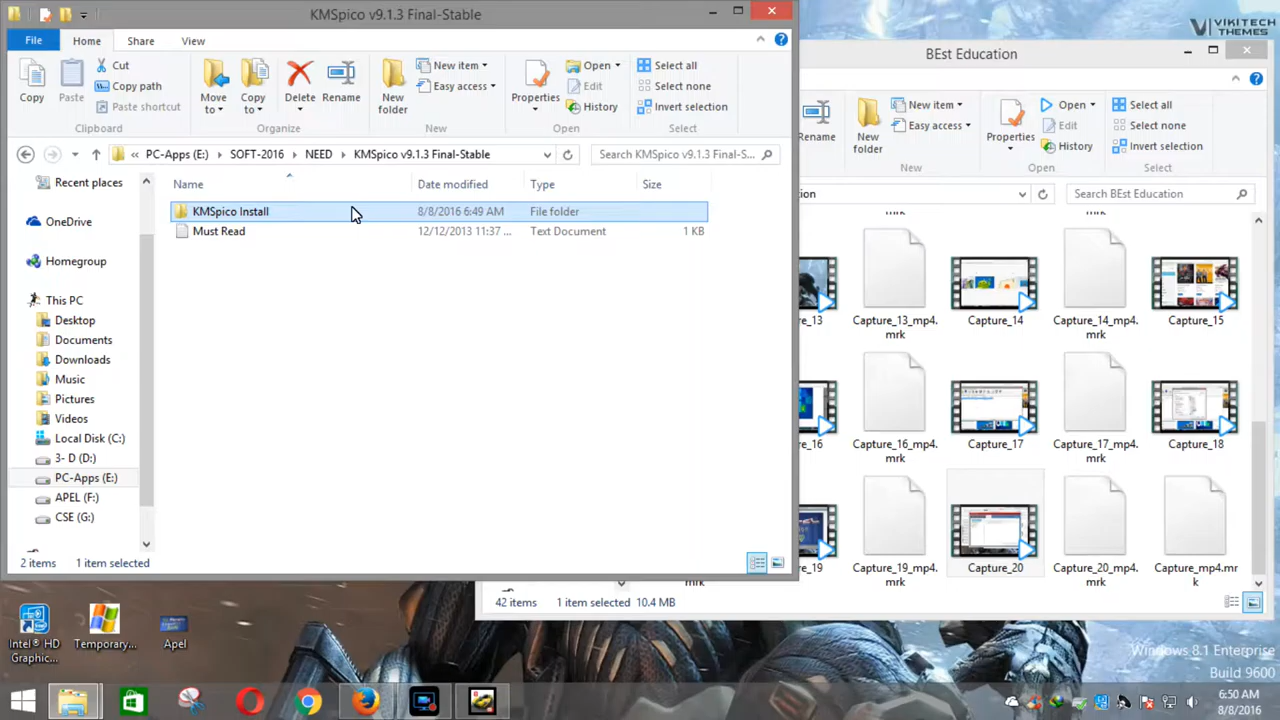 KMSpico v9.1.3 Final-Stable
File Home Share View
Copy
Paste
Cut
Copy path
Paste shortcut
Clipboard
Move to
Copy to
Delete
Rename
Organize
New folder
New item
Easy access
New
Properties
Open
Edit
History
Open
Select all
Select none
Invert selection
Select
« PC-Apps (E:) SOFT-2016 NEED KMSpico v9.1.3 Final-Stable
Search KMSpico v9.1.3 Final-S...
Name Date modified Type Size
KMSpico Install 8/8/2016 6:49 AM File folder
Must Read 12/12/2013 11:37 ... Text Document 1 KB
Recent places
OneDrive
Homegroup
This PC
Desktop
Documents
Downloads
Music
Pictures
Videos
Local Disk (C:)
3- D (D:)
PC-Apps (E:)
APEL (F:)
CSE (G:)
2 items 1 item selected
VIKITECH
THEMES
BEst Education
Rename
New folder
New item
Easy access
New
Properties
Open
Edit
History
Open
Select all
Select none
Invert selection
Select
tion
Search BEst Education
_13
Capture_13_mp4.
mrk
Capture_14
Capture_14_mp4.
mrk
Capture_15
_16
Capture_16_mp4.
mrk
Capture_17
Capture_17_mp4.
mrk
Capture_18
_19
Capture_19_mp4.
mrk
Capture_20
Capture_20_mp4.
mrk
Capture_mp4.mr
k
42 items 1 item selected 10.4 MB
Intel® HD
Graphic...
Temporary...
Apel
Windows 8.1 Enterprise
Build 9600
6:50 AM
8/8/2016